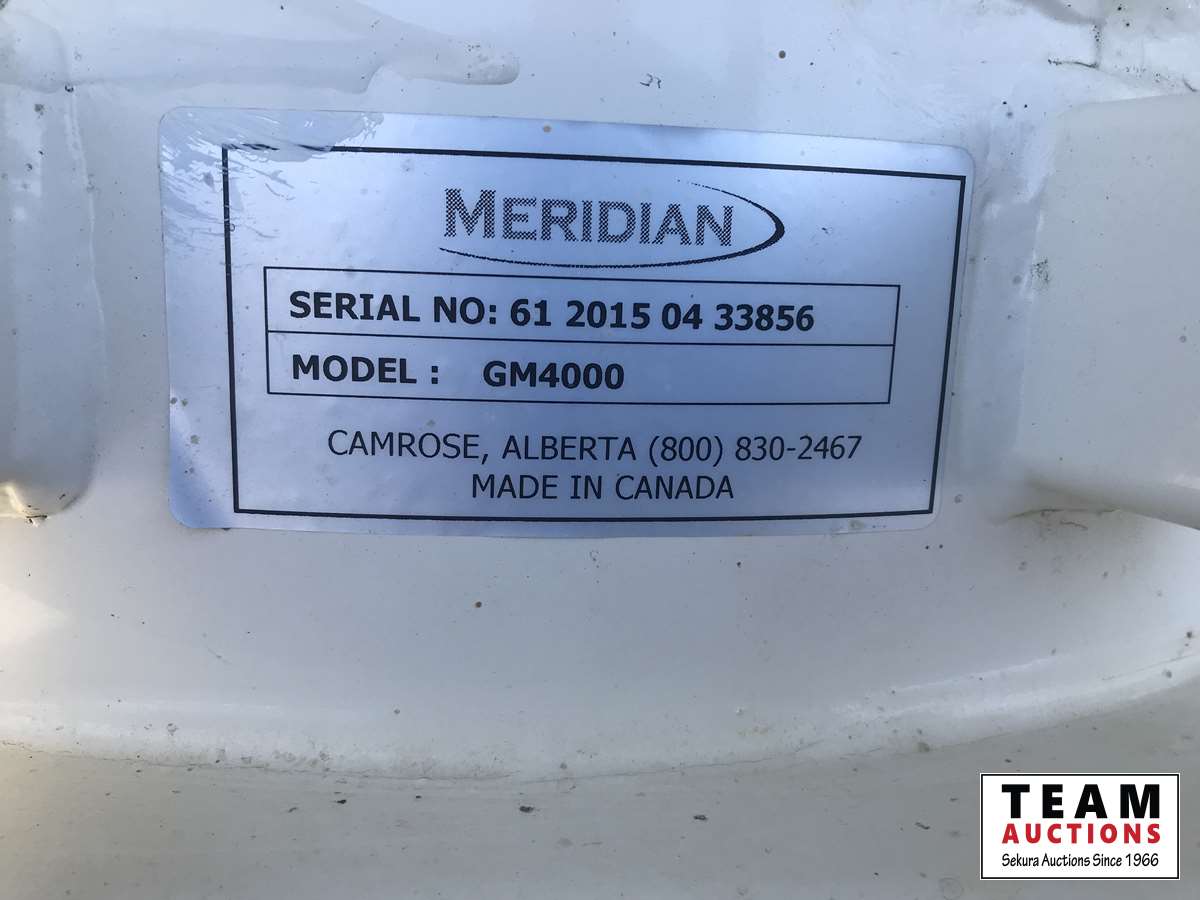 MERIDIAN
SERIAL NO: 61 2015 04 33856
MODEL : GM4000
CAMROSE, ALBERTA (800) 830-2467
MADE IN CANADA
TEAM
AUCTIONS
Sekura Auctions Since 1966